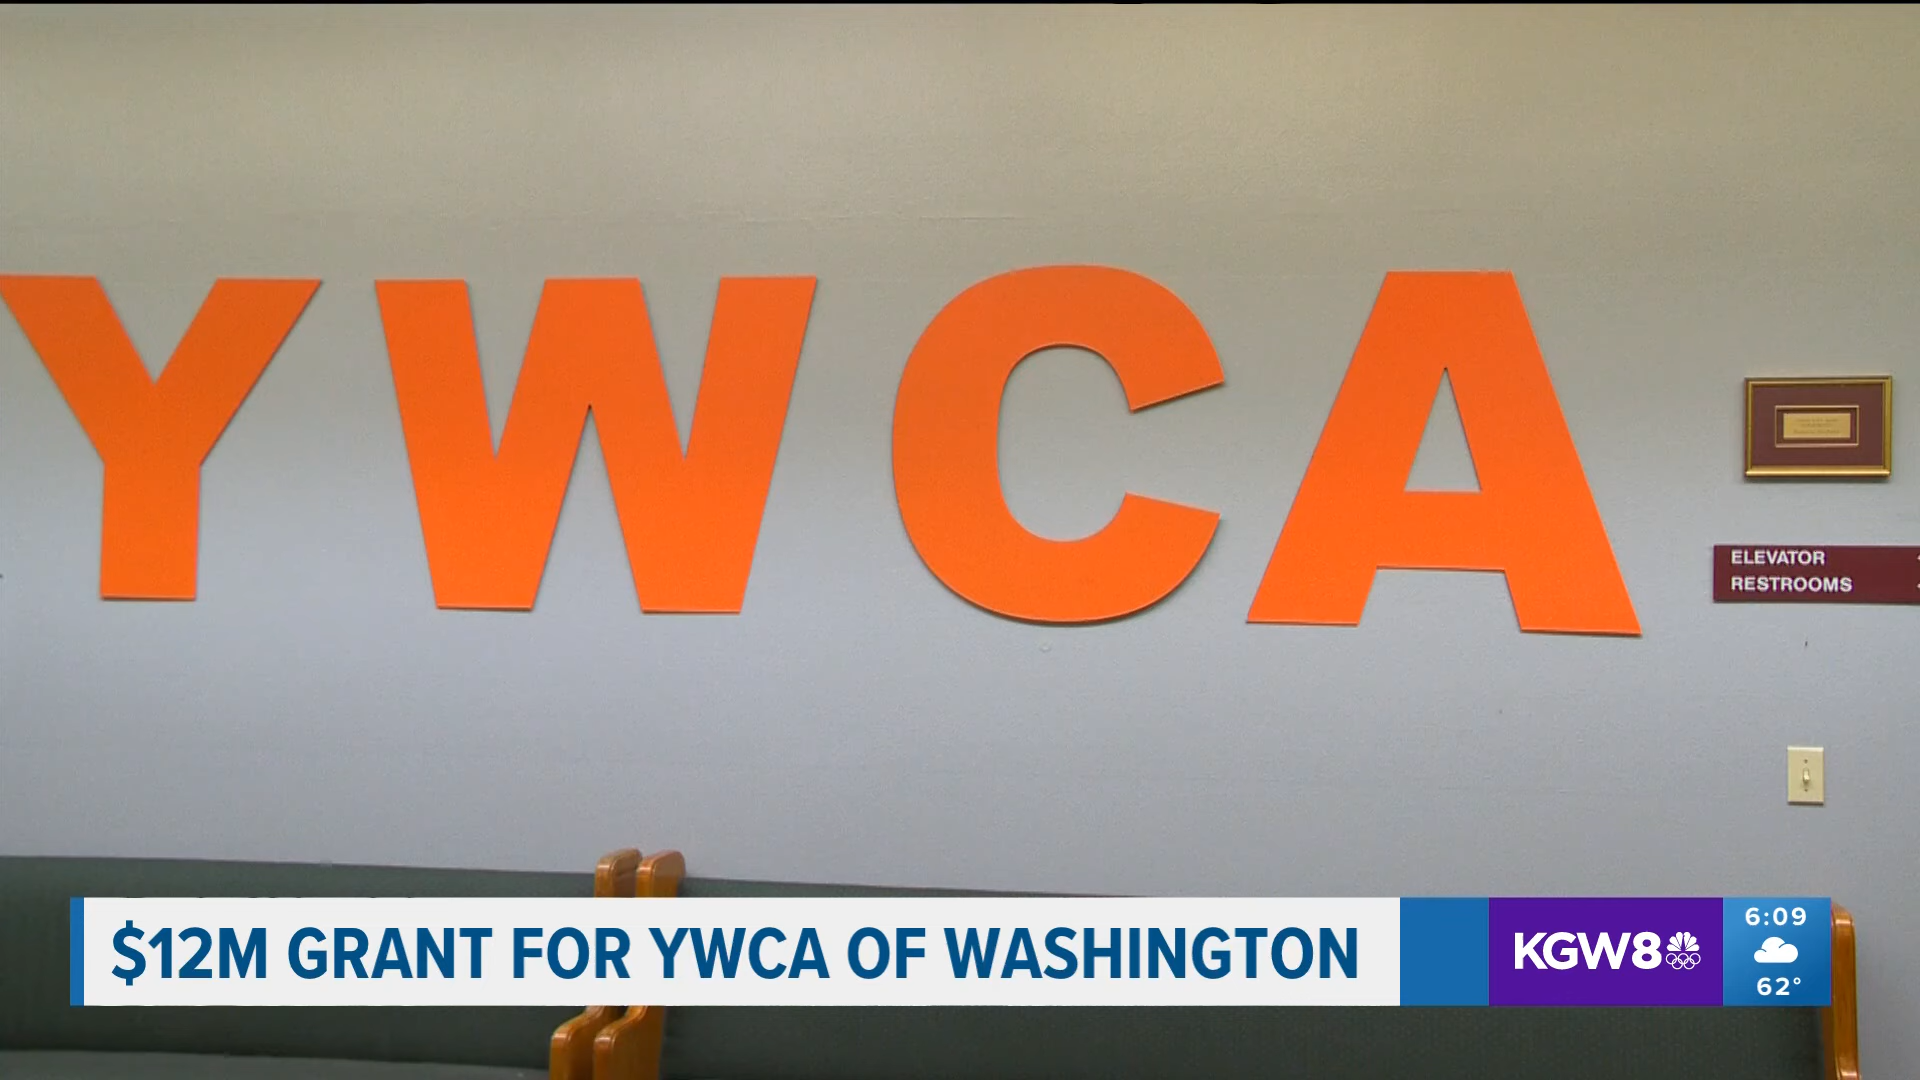 YWCA
ELEVATOR
RESTROOMS
$12M GRANT FOR YWCA OF WASHINGTON
KGW8
6:09
62°